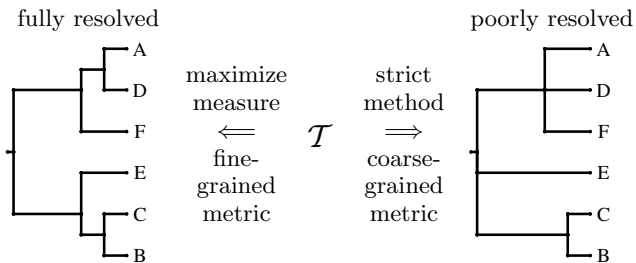 fully resolved
poorly resolved
A
D
F
E
C
B
maximize
measure
⇐
fine-
grained
metric
𝒯
strict
method
⇒
coarse-
grained
metric
A
D
F
E
C
B